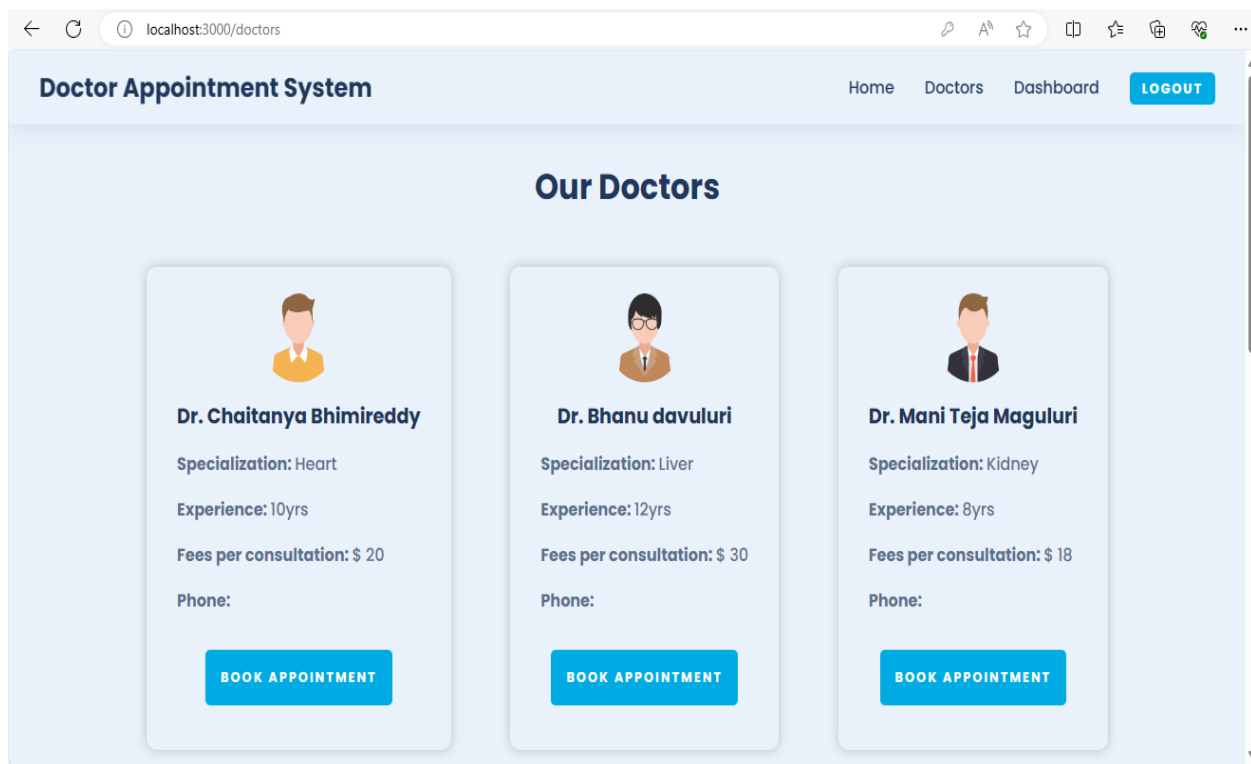 localhost:3000/doctors
Doctor Appointment System
Home Doctors Dashboard LOGOUT
Our Doctors
Dr. Chaitanya Bhimireddy
Specialization: Heart
Experience: 10yrs
Fees per consultation: $ 20
Phone:
BOOK APPOINTMENT
Dr. Bhanu davuluri
Specialization: Liver
Experience: 12yrs
Fees per consultation: $ 30
Phone:
BOOK APPOINTMENT
Dr. Mani Teja Maguluri
Specialization: Kidney
Experience: 8yrs
Fees per consultation: $ 18
Phone:
BOOK APPOINTMENT